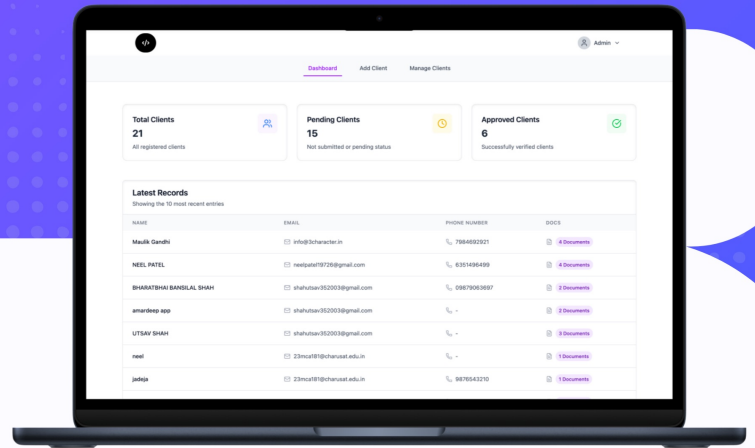 </>
Admin
Dashboard Add Client Manage Clients
Total Clients
21
All registered clients
Pending Clients
15
Not submitted or pending status
Approved Clients
6
Successfully verified clients
Latest Records
Showing the 10 most recent entries
NAME EMAIL PHONE NUMBER DOCS
Maulik Gandhi info@3character.in 7984692921 4 Documents
NEEL PATEL neelpatel19726@gmail.com 6351496499 4 Documents
BHARATBHAI BANSILAL SHAH shahutsav352003@gmail.com 09879063697 2 Documents
amardeep app shahutsav352003@gmail.com - 2 Documents
UTSAV SHAH shahutsav352003@gmail.com - 3 Documents
neel 23mca181@charusat.edu.in - 1 Documents
jadeja 23mca181@charusat.edu.in 9876543210 1 Documents